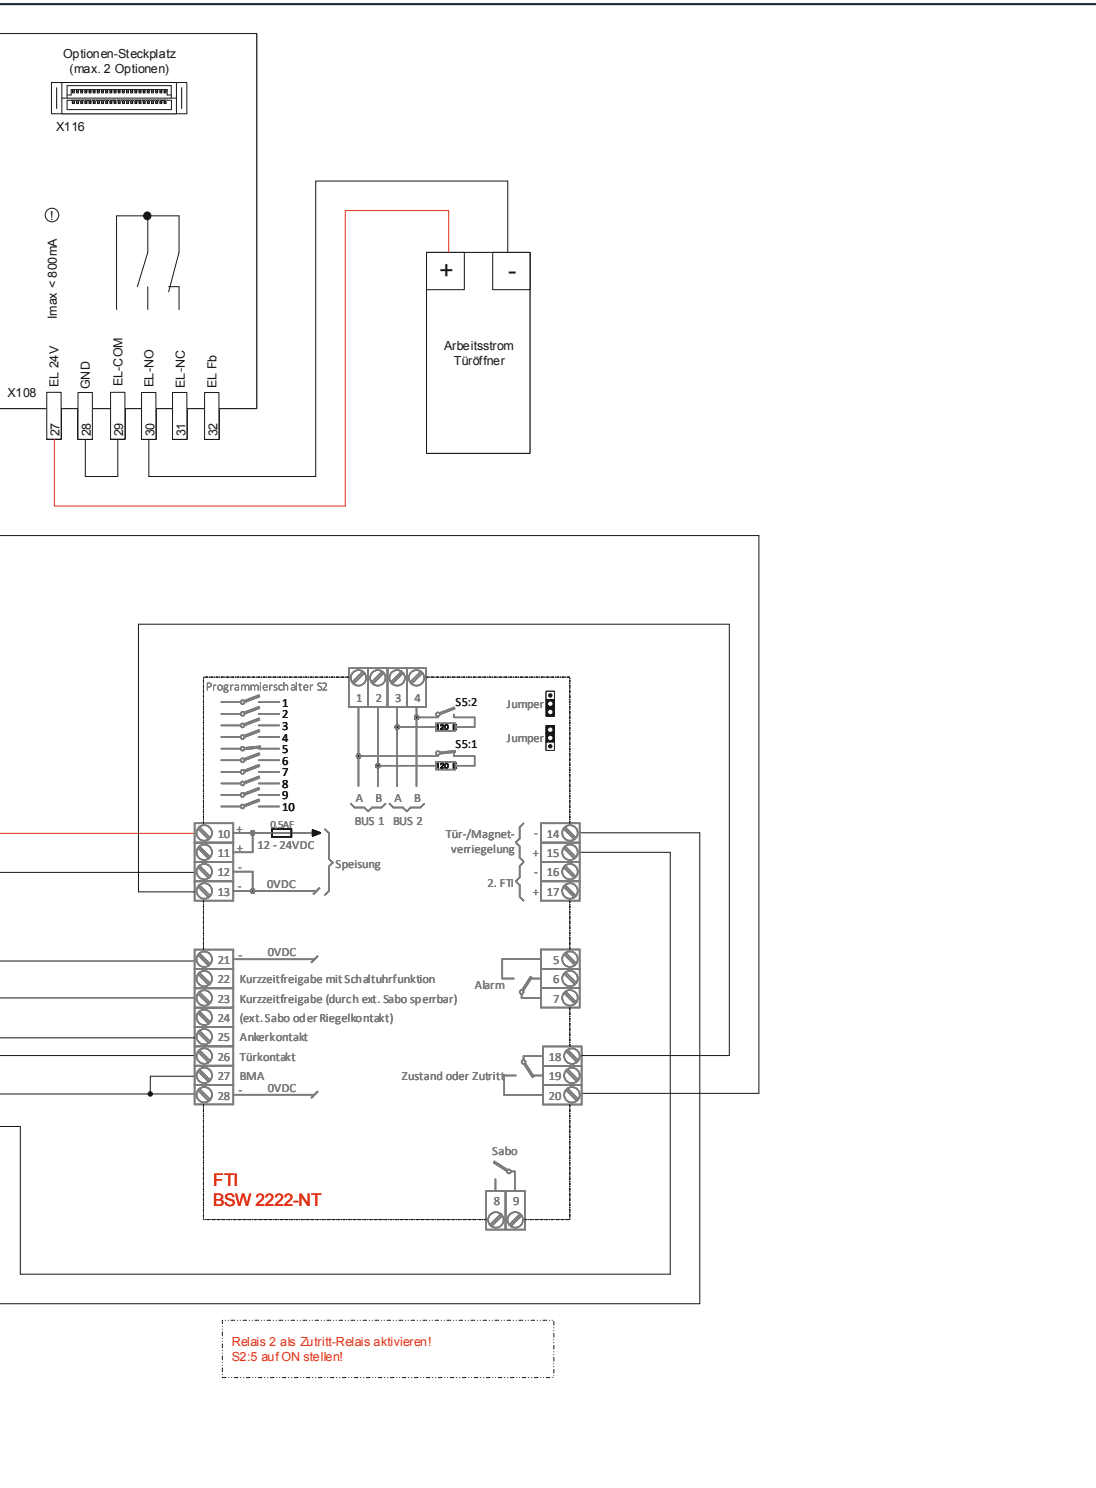 Optionen-Steckplatz
(max. 2 Optionen)
X116
!
Imax < 800mA
EL 24V
GND
EL-COM
EL-NO
EL-NC
EL Fb
X108
27
28
29
30
31
32
+
-
Arbeitsstrom
Türöffner
Programmierschalter S2
1
2
3
4
5
6
7
8
9
10
1 2 3 4
S5:2
120
S5:1
120
A B A B
BUS 1 BUS 2
Jumper
Jumper
10 + 0.5AF
12 - 24VDC
11 +
12 -
13 - 0VDC
Speisung
Tür-/Magnet-
verriegelung
2. FTI
- 14
+ 15
- 16
+ 17
21 - 0VDC
22 Kurzzeitfreigabe mit Schaltuhrfunktion
23 Kurzzeitfreigabe (durch ext. Sabo sperrbar)
24 (ext. Sabo oder Riegelkontakt)
25 Ankerkontakt
26 Türkontakt
27 BMA
28 - 0VDC
Alarm
5
6
7
Zustand oder Zutritt
18
19
20
Sabo
8 9
FTI
BSW 2222-NT
Relais 2 als Zutritt-Relais aktivieren!
S2:5 auf ON stellen!